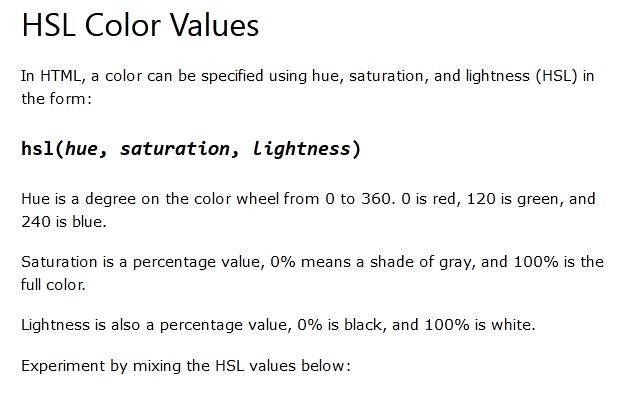 HSL Color Values
In HTML, a color can be specified using hue, saturation, and lightness (HSL) in
the form:
hsl(hue, saturation, lightness)
Hue is a degree on the color wheel from 0 to 360. 0 is red, 120 is green, and
240 is blue.
Saturation is a percentage value, 0% means a shade of gray, and 100% is the
full color.
Lightness is also a percentage value, 0% is black, and 100% is white.
Experiment by mixing the HSL values below: